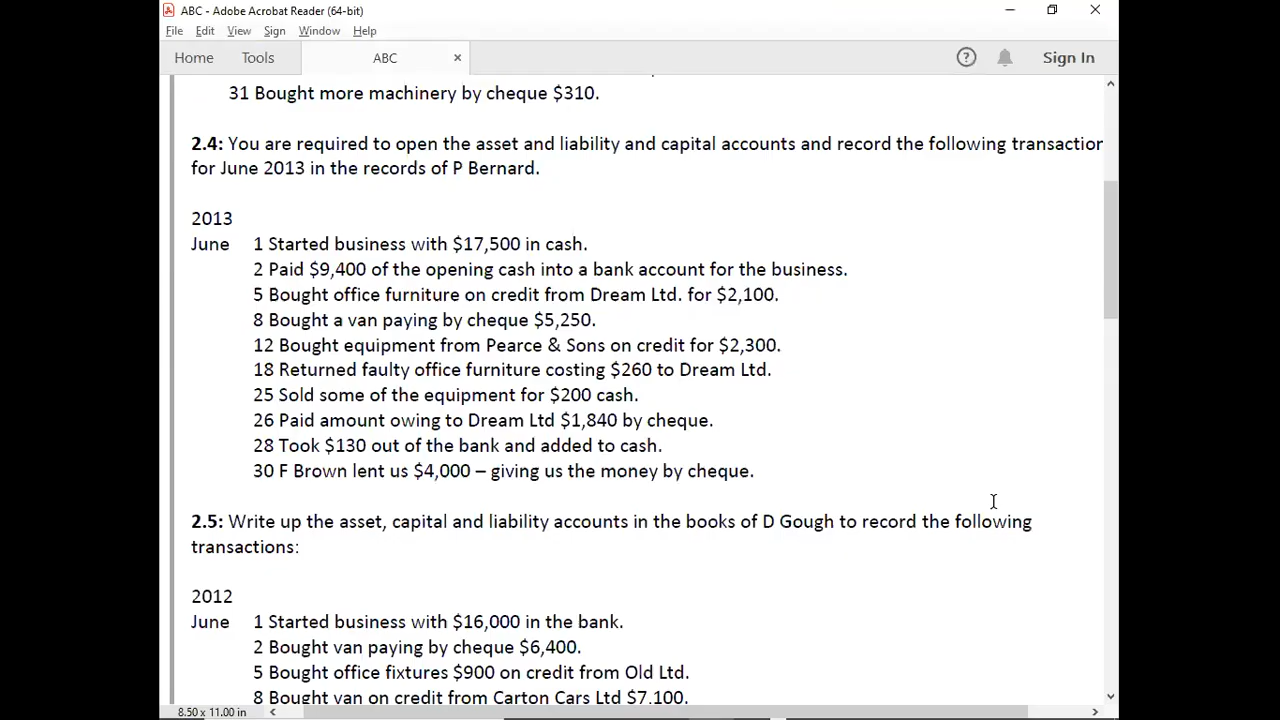 ABC - Adobe Acrobat Reader (64-bit)
File Edit View Sign Window Help
Home Tools ABC × ? Sign In
31 Bought more machinery by cheque $310.
2.4: You are required to open the asset and liability and capital accounts and record the following transaction
for June 2013 in the records of P Bernard.
2013
June 1 Started business with $17,500 in cash.
2 Paid $9,400 of the opening cash into a bank account for the business.
5 Bought office furniture on credit from Dream Ltd. for $2,100.
8 Bought a van paying by cheque $5,250.
12 Bought equipment from Pearce & Sons on credit for $2,300.
18 Returned faulty office furniture costing $260 to Dream Ltd.
25 Sold some of the equipment for $200 cash.
26 Paid amount owing to Dream Ltd $1,840 by cheque.
28 Took $130 out of the bank and added to cash.
30 F Brown lent us $4,000 – giving us the money by cheque.
2.5: Write up the asset, capital and liability accounts in the books of D Gough to record the following
transactions:
2012
June 1 Started business with $16,000 in the bank.
2 Bought van paying by cheque $6,400.
5 Bought office fixtures $900 on credit from Old Ltd.
8 Bought van on credit from Carton Cars Ltd $7,100.
8.50 x 11.00 in